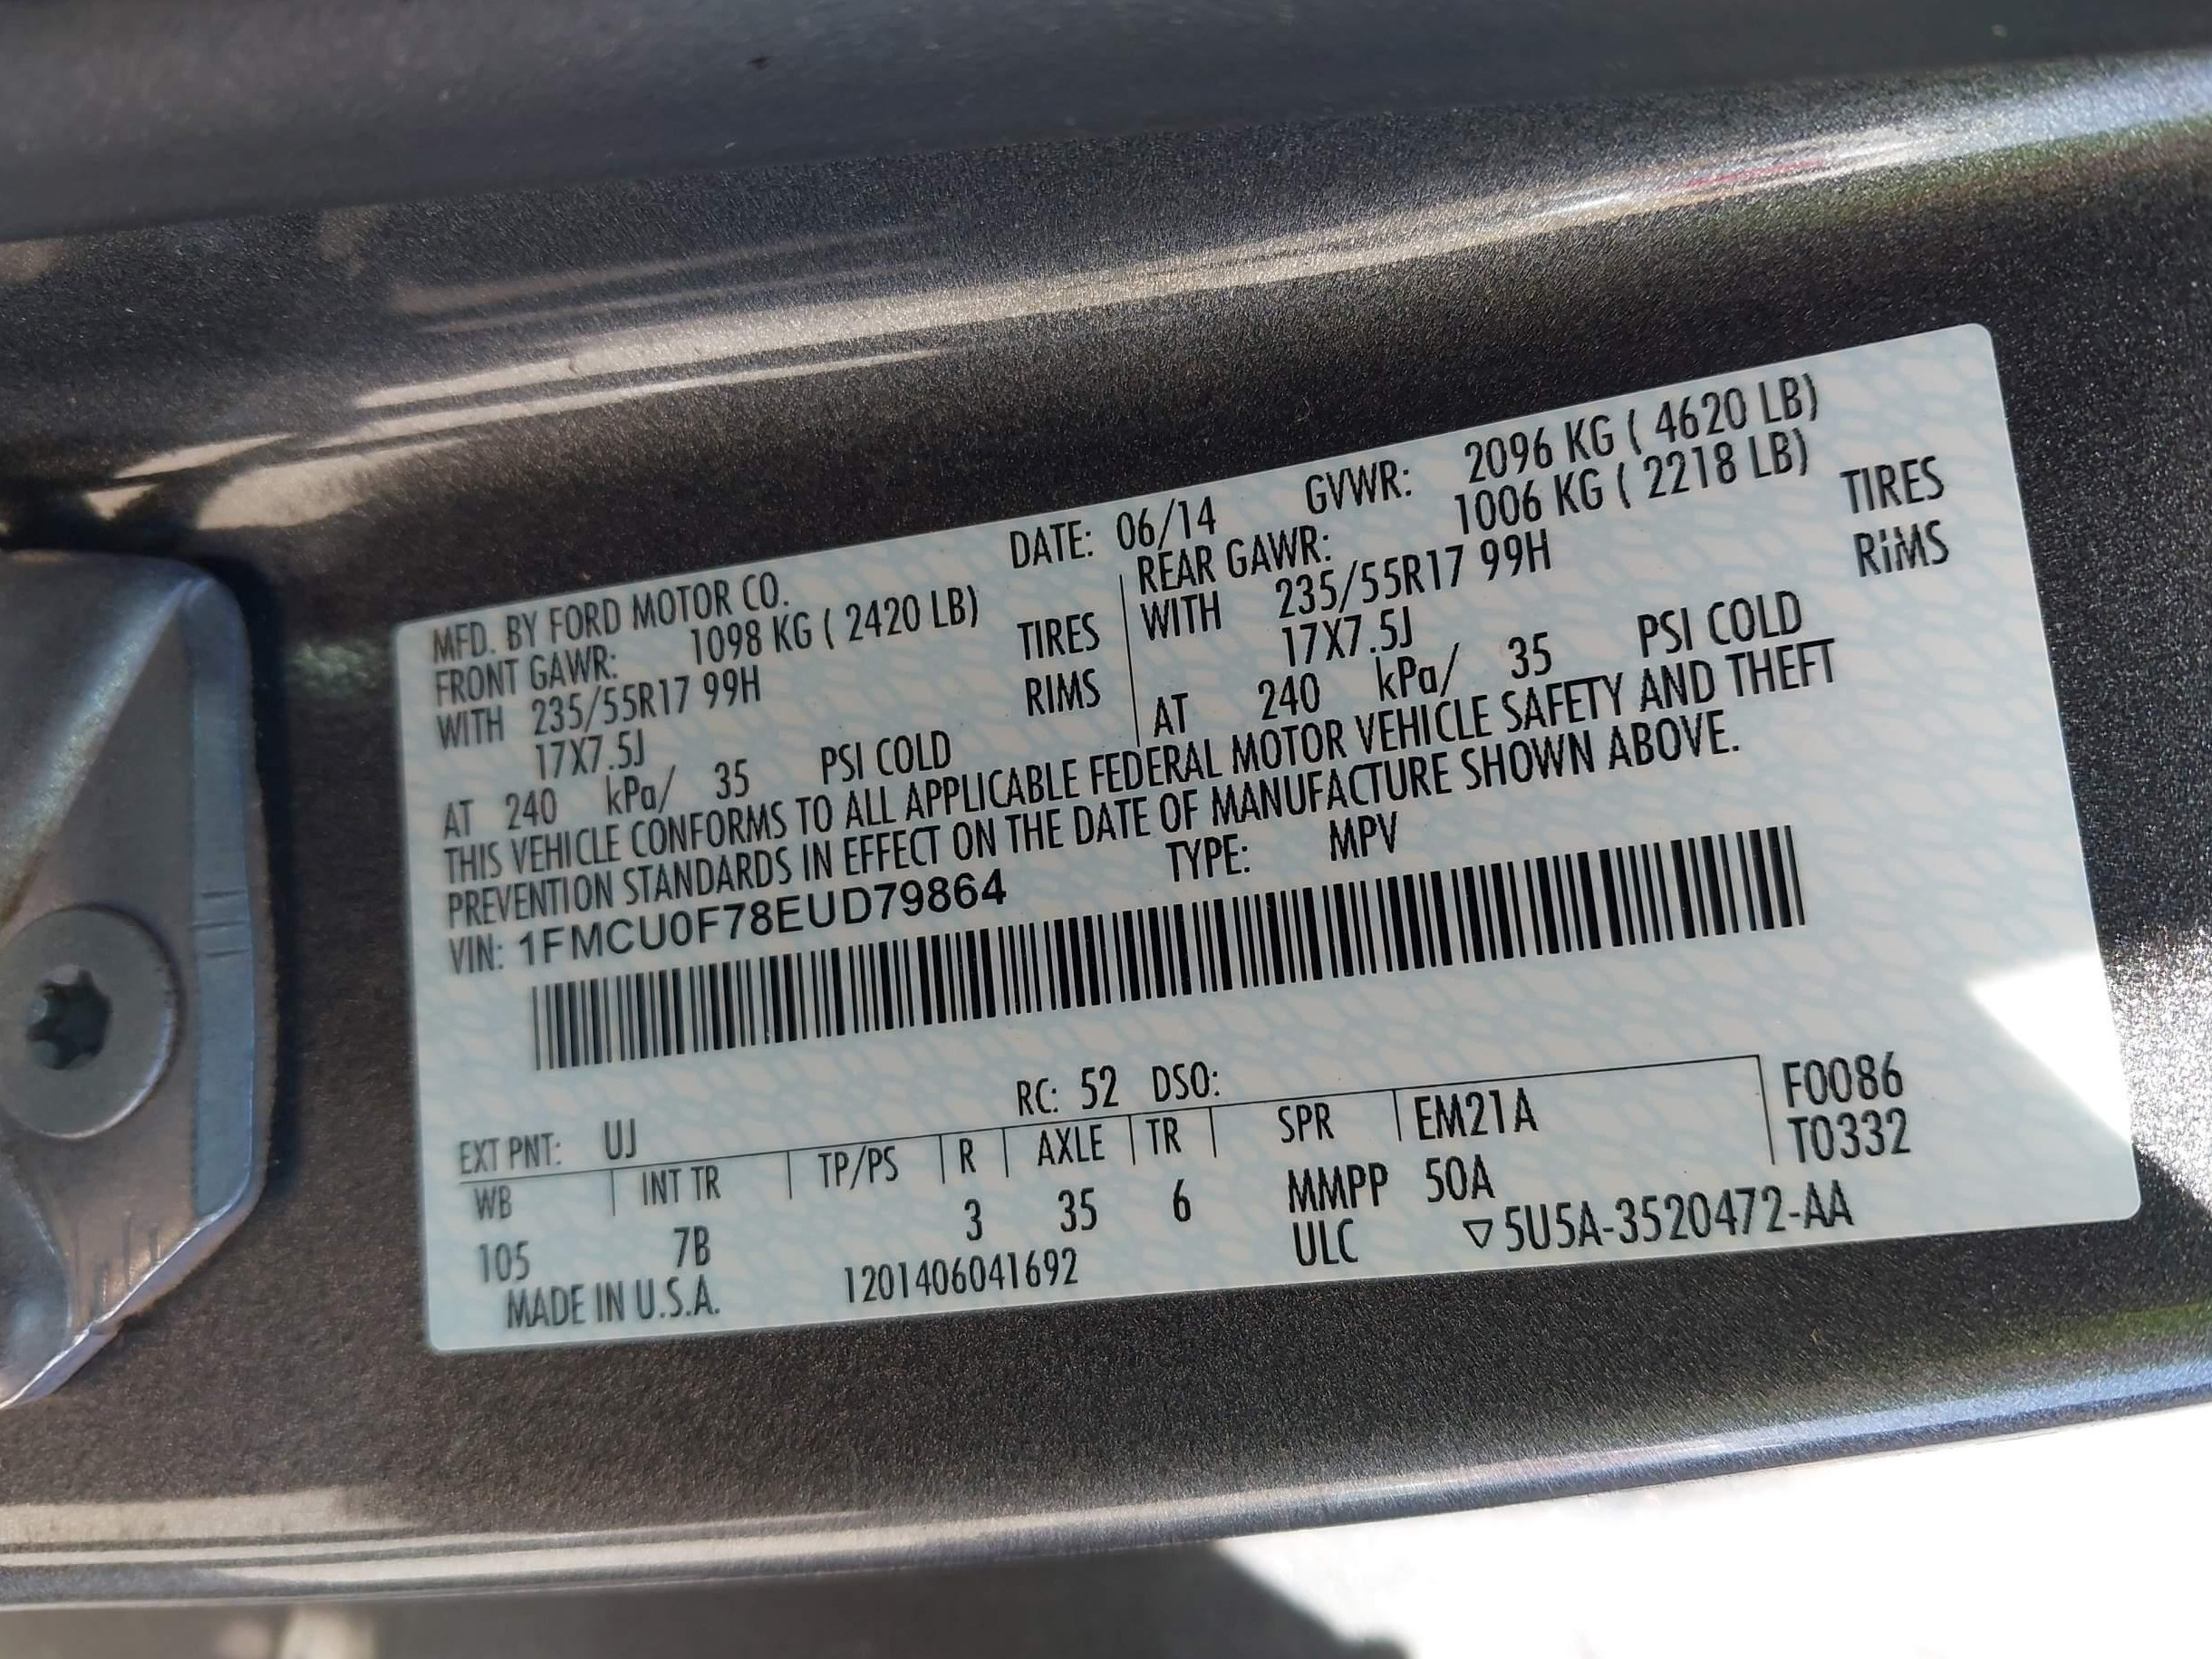 MFD. BY FORD MOTOR CO. DATE: 06/14 GVWR: 2096 KG ( 4620 LB)
FRONT GAWR: 1098 KG ( 2420 LB) REAR GAWR: 1006 KG ( 2218 LB)
WITH 235/55R17 99H TIRES WITH 235/55R17 99H TIRES
17X7.5J RIMS 17X7.5J RIMS
AT 240 kPa/ 35 PSI COLD AT 240 kPa/ 35 PSI COLD
THIS VEHICLE CONFORMS TO ALL APPLICABLE FEDERAL MOTOR VEHICLE SAFETY AND THEFT
PREVENTION STANDARDS IN EFFECT ON THE DATE OF MANUFACTURE SHOWN ABOVE.
VIN: 1FMCU0F78EUD79864 TYPE: MPV
EXT PNT: UJ RC: 52 DSO: F0086
WB INT TR TP/PS R AXLE TR SPR EM21A T0332
105 7B 3 35 6 MMPP 50A
MADE IN U.S.A. 1201406041692 ULC ▽5U5A-3520472-AA